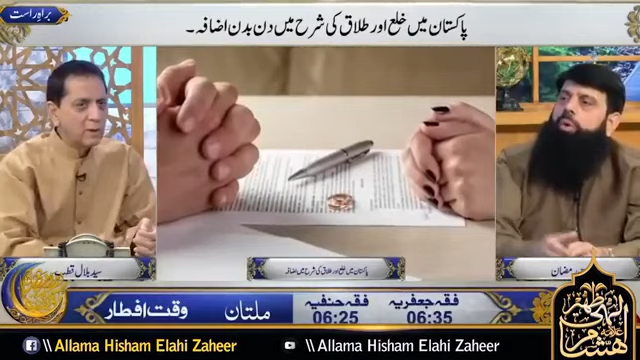 براہِ راست
پاکستان میں خلع اور طلاق کی شرح میں دن بدن اضافہ۔
سید بلال قطب
پاکستان میں خلع اور طلاق کی شرح میں اضافہ
رمضان
وقت افطار
ملتان
فقہ حنفیہ
06:25
فقہ جعفریہ
06:35
\\ Allama Hisham Elahi Zaheer
\\ Allama Hisham Elahi Zaheer